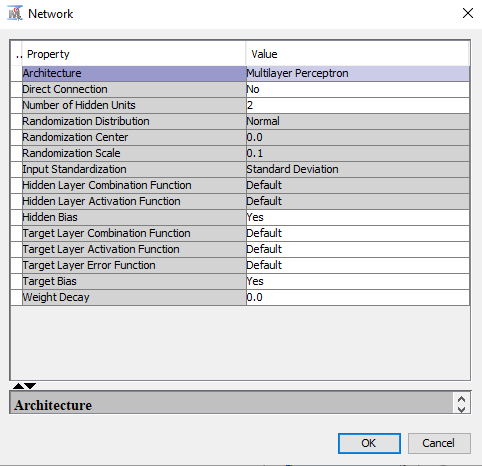 Network
.. Property Value
Architecture Multilayer Perceptron
Direct Connection No
Number of Hidden Units 2
Randomization Distribution Normal
Randomization Center 0.0
Randomization Scale 0.1
Input Standardization Standard Deviation
Hidden Layer Combination Function Default
Hidden Layer Activation Function Default
Hidden Bias Yes
Target Layer Combination Function Default
Target Layer Activation Function Default
Target Layer Error Function Default
Target Bias Yes
Weight Decay 0.0
Architecture
OK Cancel